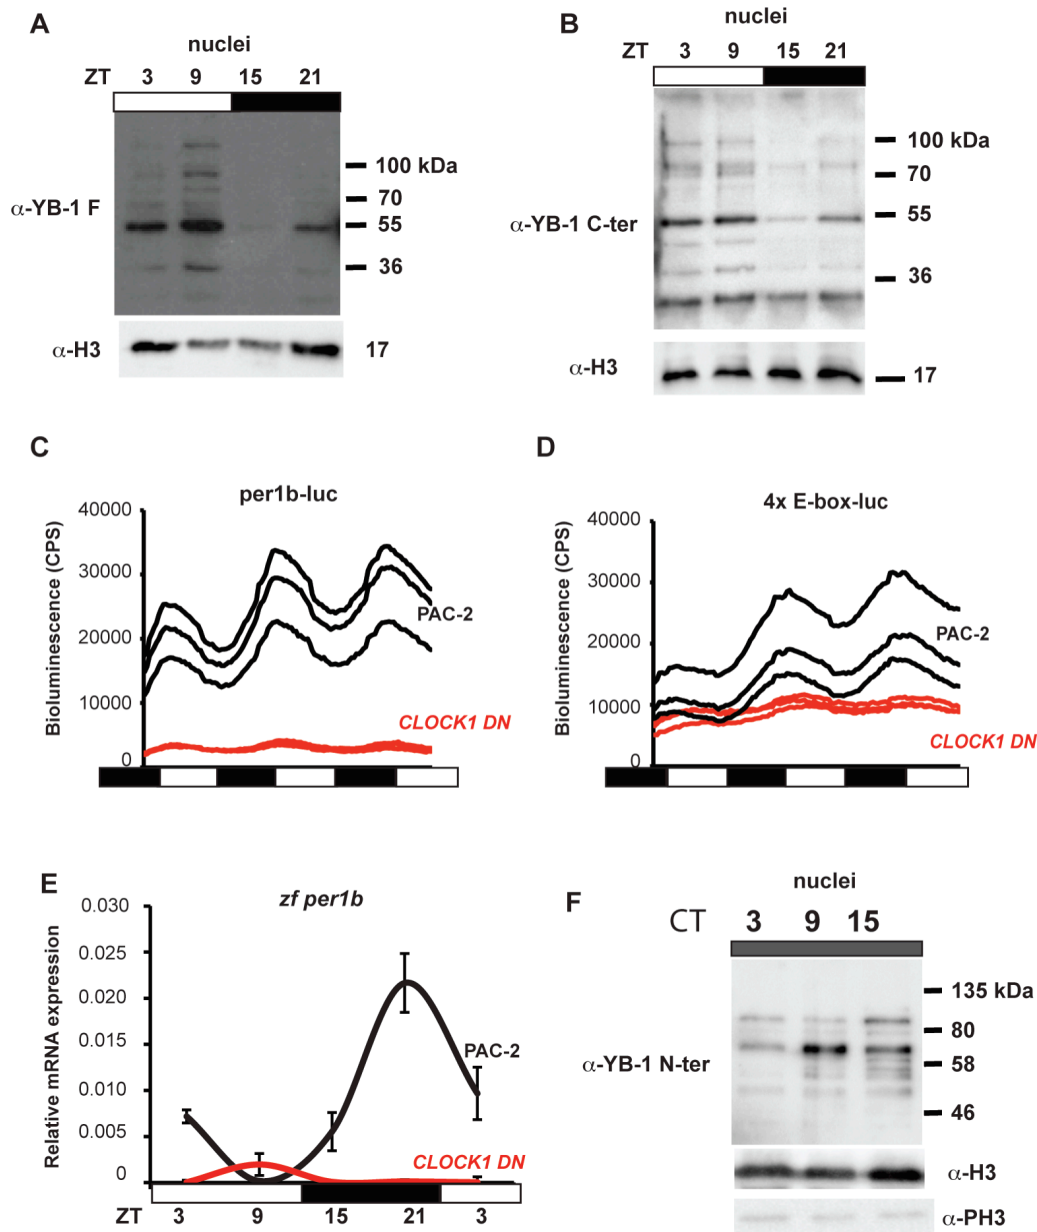 A
nuclei
ZT 3 9 15 21
100 kDa
70
α-YB-1 F
55
36
α-H3
17
B
nuclei
ZT 3 9 15 21
100 kDa
70
α-YB-1 C-ter
55
36
α-H3
17
C
per1b-luc
Bioluminescence (CPS)
40000
30000
20000
10000
0
PAC-2
CLOCK1 DN
D
4x E-box-luc
Bioluminescence (CPS)
40000
30000
20000
10000
0
PAC-2
CLOCK1 DN
E
zf per1b
Relative mRNA expression
0.030
0.025
0.020
0.015
0.010
0.005
0
PAC-2
CLOCK1 DN
ZT 3 9 15 21 3
F
nuclei
CT 3 9 15
135 kDa
80
α-YB-1 N-ter
58
46
α-H3
α-PH3